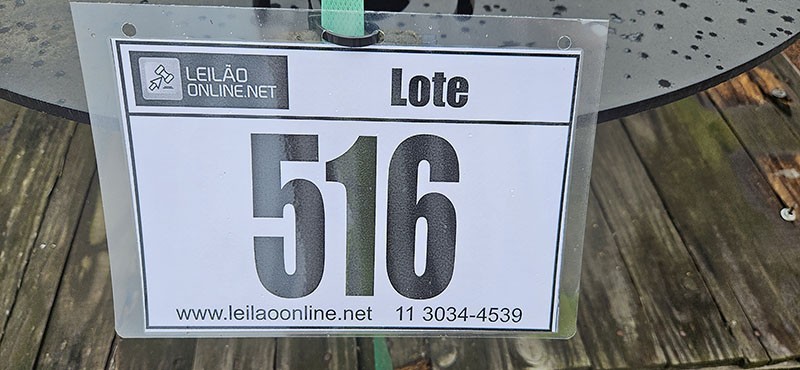 LEILÃO
ONLINE.NET
Lote
516
www.leilaoonline.net 11 3034-4539